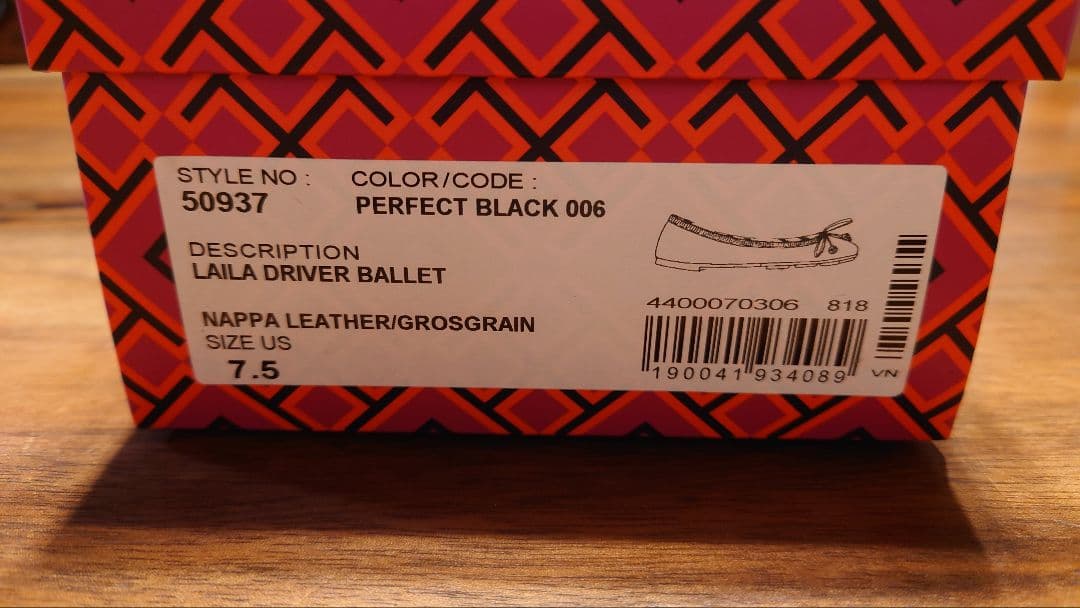 STYLE NO : COLOR/CODE :
50937 PERFECT BLACK 006
DESCRIPTION
LAILA DRIVER BALLET
NAPPA LEATHER/GROSGRAIN
SIZE US
7.5
4400070306 818
190041 934089
VN